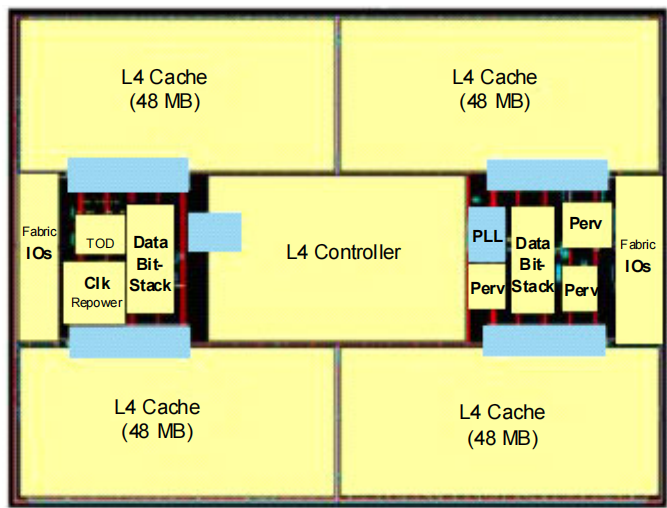 L4 Cache
(48 MB)
L4 Cache
(48 MB)
Fabric
IOs
TOD
Clk
Repower
Data
Bit-
Stack
L4 Controller
PLL
Perv
Data
Bit-
Stack
Perv
Perv
Fabric
IOs
L4 Cache
(48 MB)
L4 Cache
(48 MB)